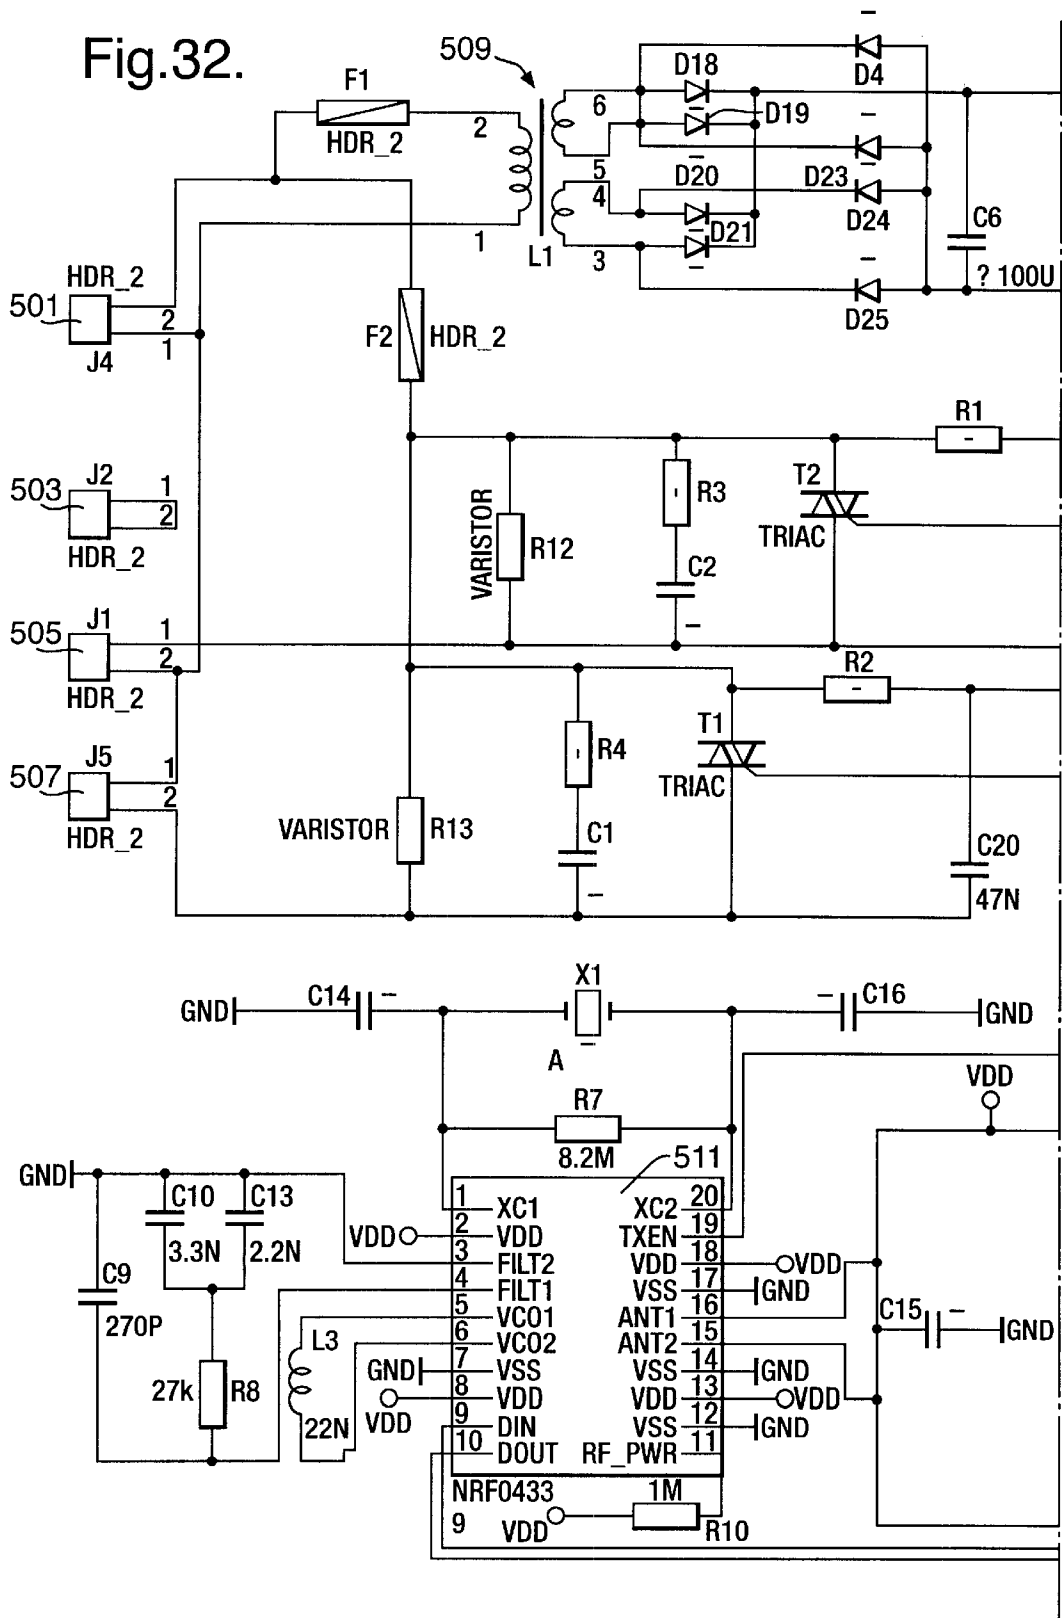 Fig.32.
509
F1
HDR_2
2
1
L1
6
5
4
3
D18
D19
D20
D21
D4
D23
D24
D25
C6
? 100U
HDR_2
501
2
1
J4
F2
HDR_2
J2
503
1
2
HDR_2
J1
505
1
2
HDR_2
J5
507
1
2
HDR_2
VARISTOR
R12
R3
C2
T2
TRIAC
R1
R2
T1
TRIAC
R4
C1
VARISTOR
R13
C20
47N
GND
C14
X1
A
C16
GND
R7
8.2M
VDD
511
GND
C10
3.3N
C13
2.2N
C9
270P
27k
R8
L3
22N
VDD
GND
VDD
1 XC1
2 VDD
3 FILT2
4 FILT1
5 VCO1
6 VCO2
7 VSS
8 VDD
9 DIN
10 DOUT
XC2 20
TXEN 19
VDD 18
VSS 17
ANT1 16
ANT2 15
VSS 14
VDD 13
VSS 12
RF_PWR 11
VDD
GND
GND
VDD
GND
C15
GND
NRF0433
9
VDD
1M
R10